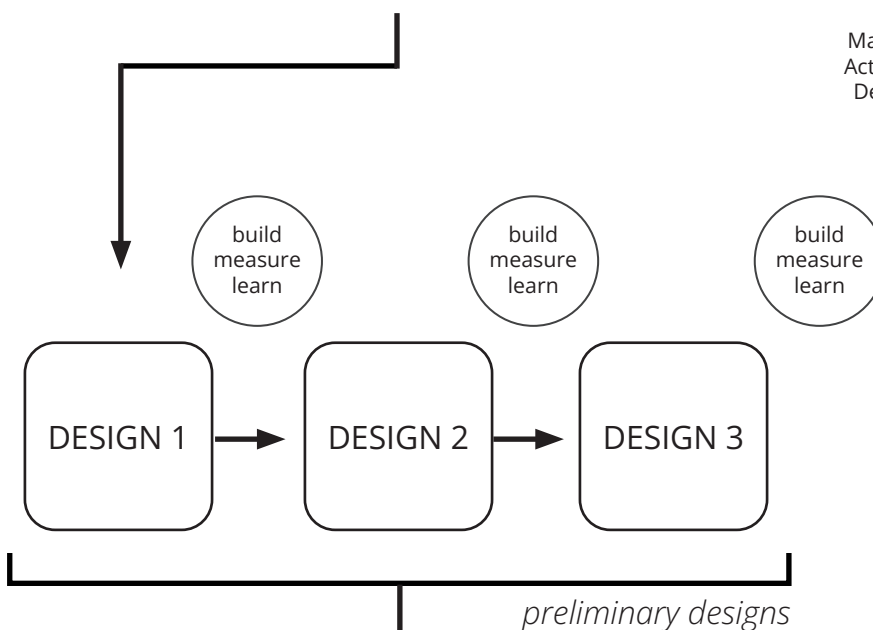 build
measure
learn
build
measure
learn
build
measure
learn
DESIGN 1
DESIGN 2
DESIGN 3
preliminary designs